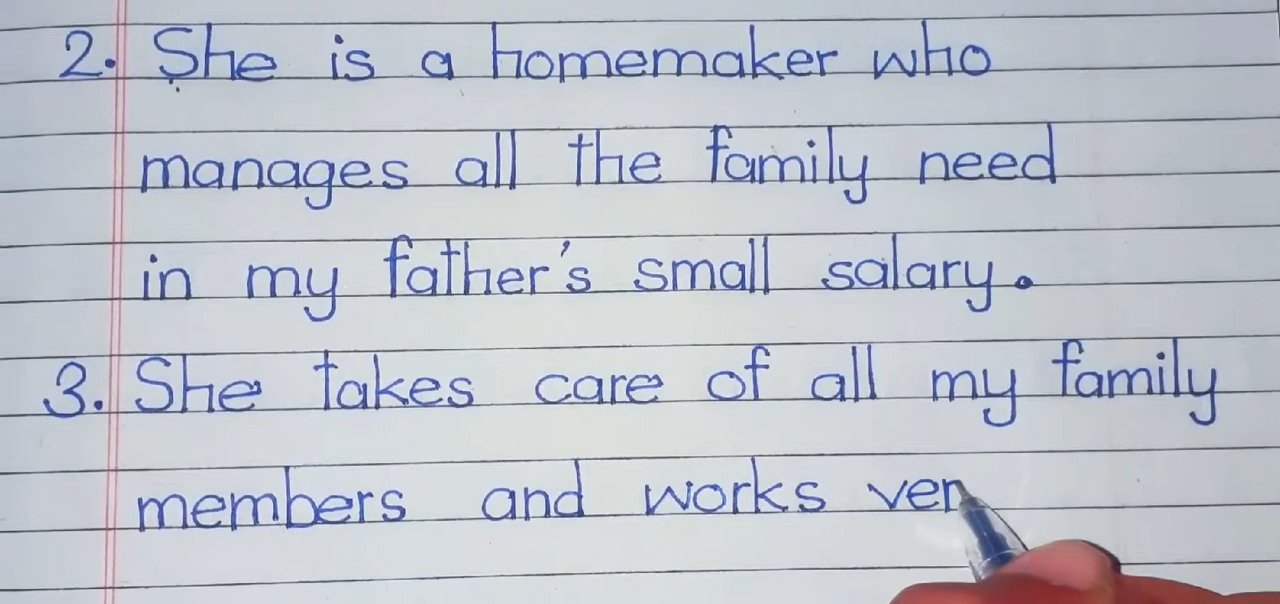 2. She is a homemaker who
manages all the family need
in my father's small salary.
3. She takes care of all my family
members and works ver